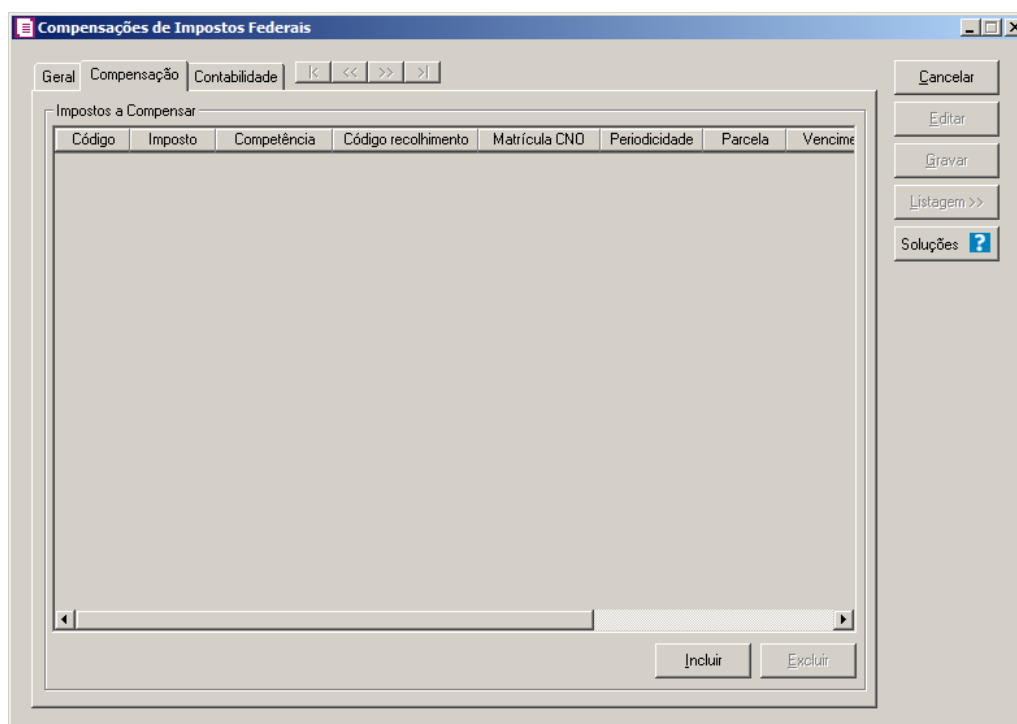 Compensações de Impostos Federais
Geral Compensação Contabilidade |< << >> >|
Cancelar
Editar
Gravar
Listagem >>
Soluções ?
Impostos a Compensar
Código Imposto Competência Código recolhimento Matrícula CNO Periodicidade Parcela Vencime
Incluir Excluir